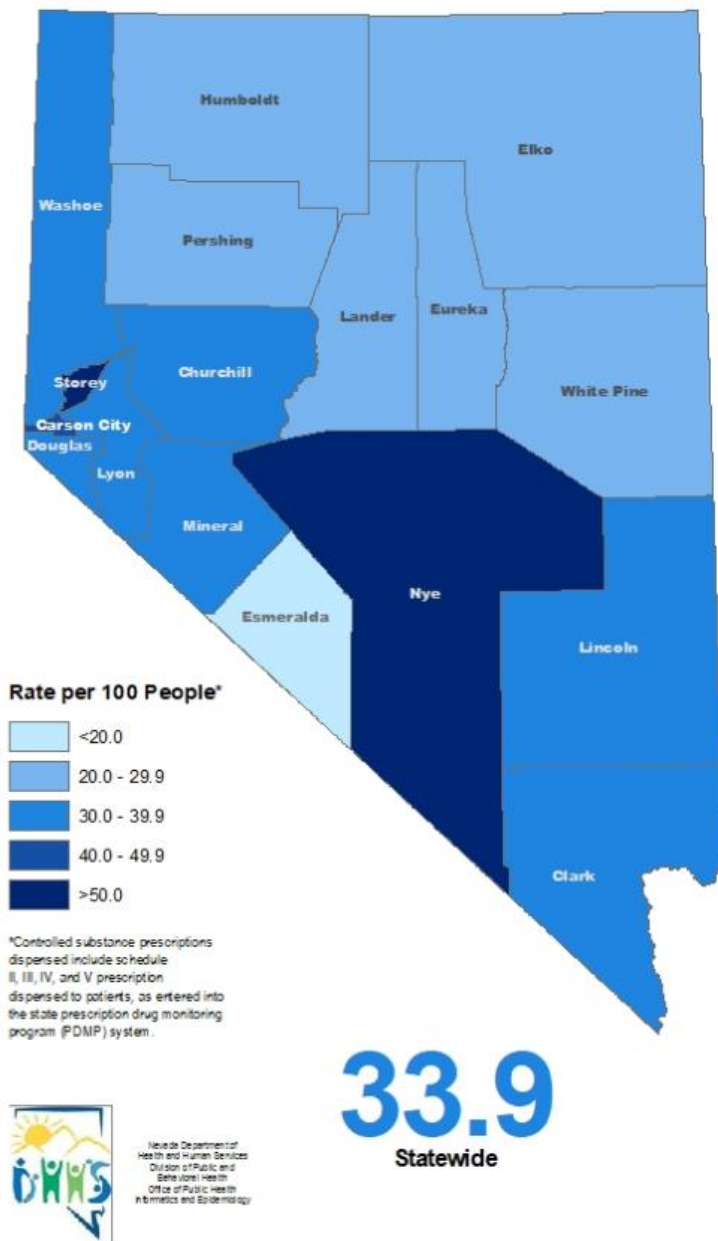 Humboldt
Elko
Washoe
Pershing
Lander
Eureka
Storey
Churchill
White Pine
Carson City
Douglas
Lyon
Mineral
Nye
Esmeralda
Lincoln
Clark
Rate per 100 People*
<20.0
20.0 - 29.9
30.0 - 39.9
40.0 - 49.9
>50.0
*Controlled substance prescriptions
dispensed include schedule
II, III, IV, and V prescription
dispensed to patients, as entered into
the state prescription drug monitoring
program (PDMP) system.
33.9
Statewide
DHHS
Nevada Department of
Health and Human Services
Division of Public and
Behavioral Health
Office of Public Health
Informatics and Epidemiology